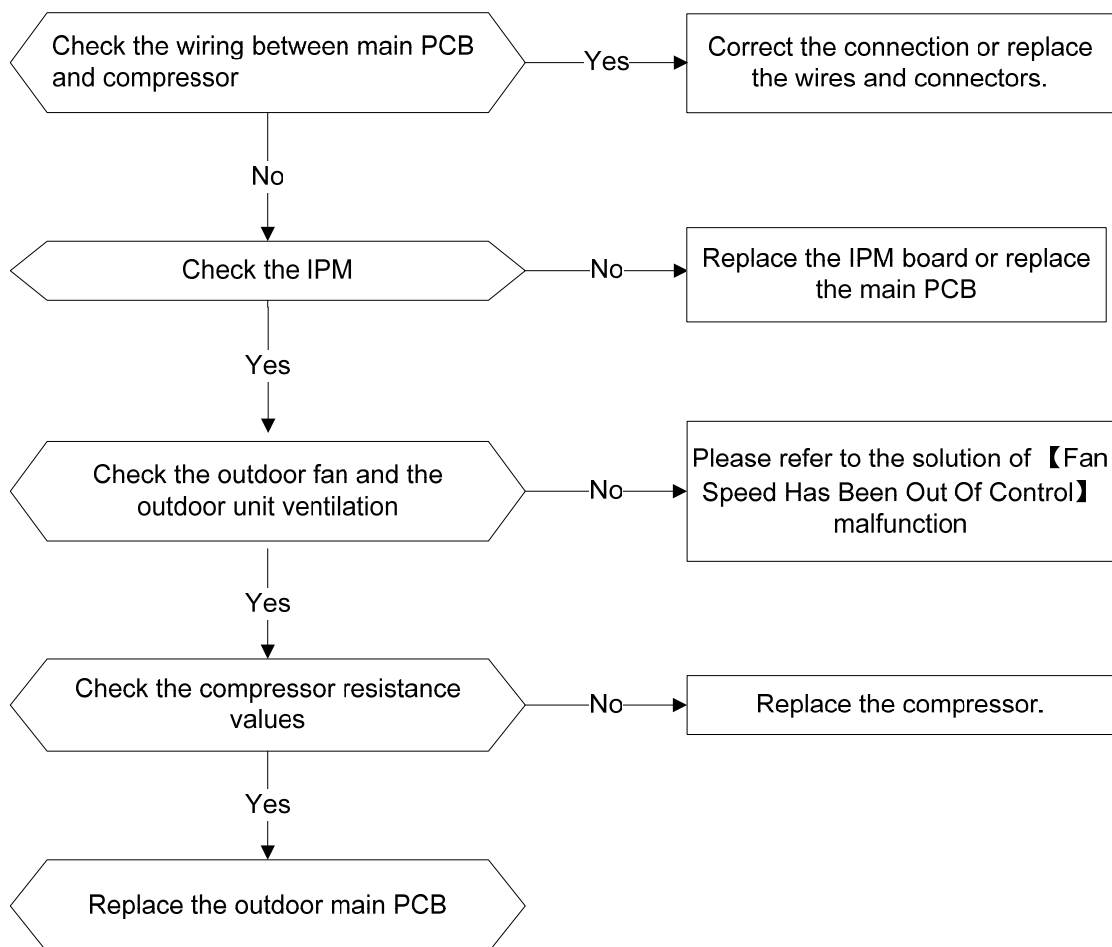 Check the wiring between main PCB
and compressor
Yes
Correct the connection or replace
the wires and connectors.
No
Check the IPM
No
Replace the IPM board or replace
the main PCB
Yes
Check the outdoor fan and the
outdoor unit ventilation
No
Please refer to the solution of 【Fan
Speed Has Been Out Of Control】
malfunction
Yes
Check the compressor resistance
values
No
Replace the compressor.
Yes
Replace the outdoor main PCB